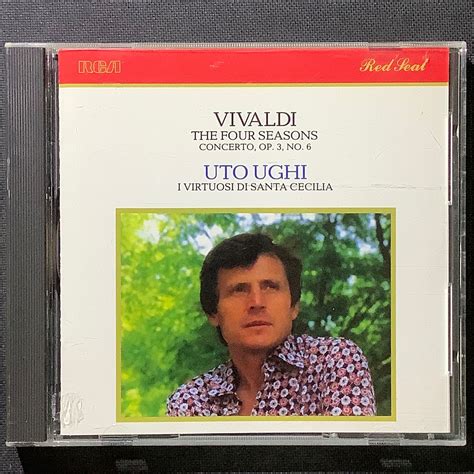 RCA Red Seal
VIVALDI
THE FOUR SEASONS
CONCERTO, OP. 3, NO. 6
UTO UGHI
I VIRTUOSI DI SANTA CECILIA